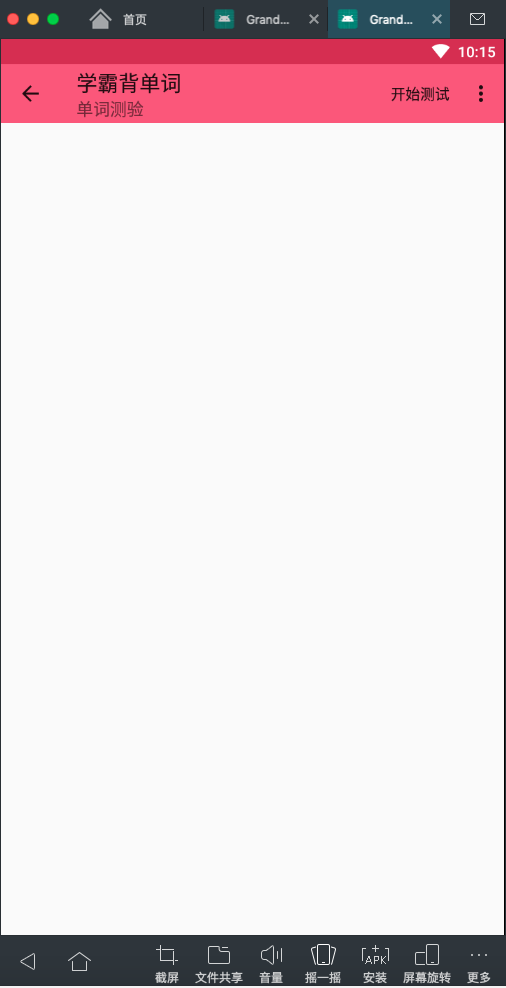 首页
Grand...
Grand...
10:15
学霸背单词
单词测验
开始测试
截屏
文件共享
音量
摇一摇
APK
安装
屏幕旋转
更多